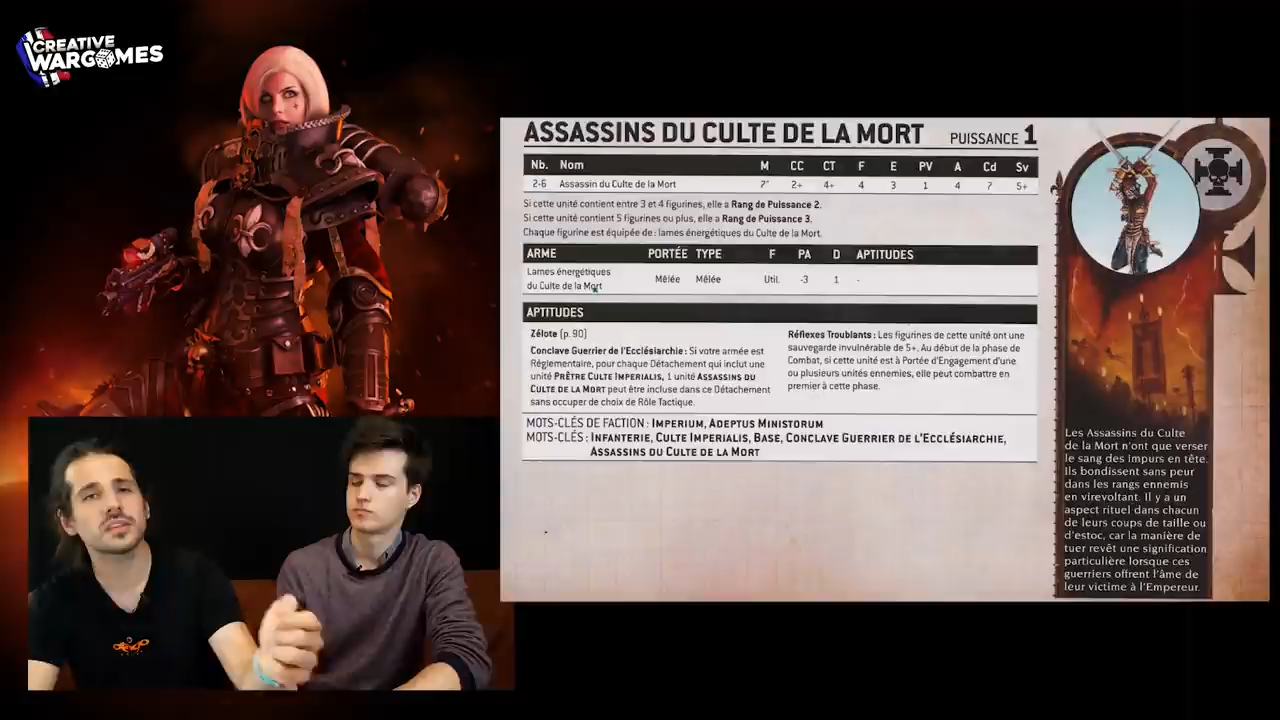 CREATIVE
WARGAMES
ASSASSINS DU CULTE DE LA MORT PUISSANCE 1
Nb. Nom M CC CT F E PV A Cd Sv
2-6 Assassin du Culte de la Mort 7" 2+ 4+ 4 3 1 4 7 5+
Si cette unité contient entre 3 et 4 figurines, elle a Rang de Puissance 2.
Si cette unité contient 5 figurines ou plus, elle a Rang de Puissance 3.
Chaque figurine est équipée de : lames énergétiques du Culte de la Mort.
ARME PORTÉE TYPE F PA D APTITUDES
Lames énergétiques
du Culte de la Mort Mêlée Mêlée Util. -3 1 -
APTITUDES
Zélote (p. 90)
Conclave Guerrier de l'Ecclésiarchie : Si votre armée est
Réglementaire, pour chaque Détachement qui inclut une
unité PRÊTRE CULTE IMPERIALIS, 1 unité ASSASSINS DU
CULTE DE LA MORT peut être incluse dans ce Détachement
sans occuper de choix de Rôle Tactique.
Réflexes Troublants : Les figurines de cette unité ont une
sauvegarde invulnérable de 5+. Au début de la phase de
Combat, si cette unité est à Portée d'Engagement d'une
ou plusieurs unités ennemies, elle peut combattre en
premier à cette phase.
MOTS-CLÉS DE FACTION : IMPERIUM, ADEPTUS MINISTORUM
MOTS-CLÉS : INFANTERIE, CULTE IMPERIALIS, BASE, CONCLAVE GUERRIER DE L'ECCLÉSIARCHIE,
ASSASSINS DU CULTE DE LA MORT
Les Assassins du Culte
de la Mort n'ont que verser
le sang des impurs en tête.
Ils bondissent sans peur
dans les rangs ennemis
en virevoltant. Il y a un
aspect rituel dans chacun
de leurs coups de taille ou
d'estoc, car la manière de
tuer revêt une signification
particulière lorsque ces
guerriers offrent l'âme de
leur victime à l'Empereur.